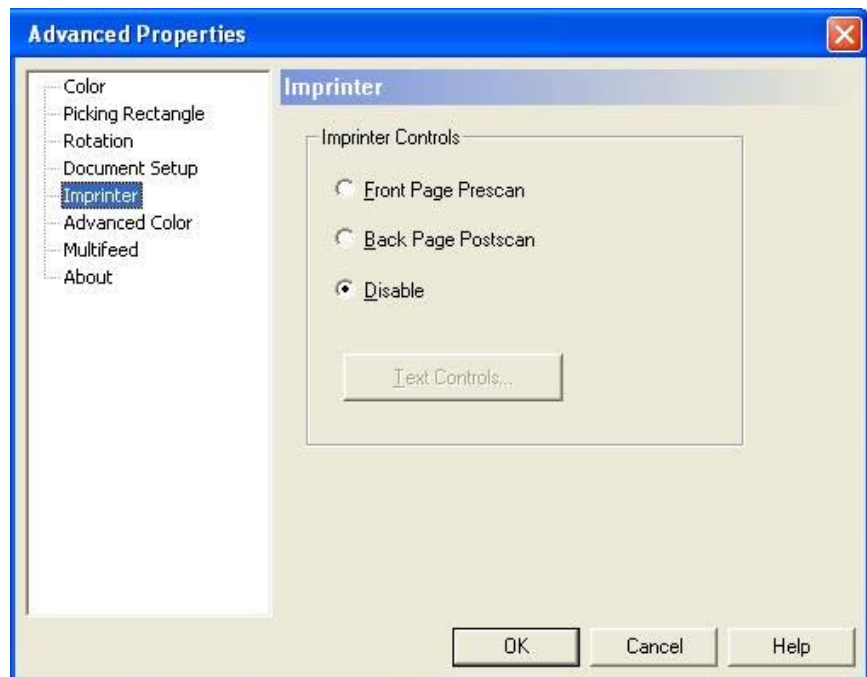 Advanced Properties
Color
Picking Rectangle
Rotation
Document Setup
Imprinter
Advanced Color
Multifeed
About
Imprinter
Imprinter Controls
Front Page Prescan
Back Page Postscan
Disable
Text Controls...
OK
Cancel
Help